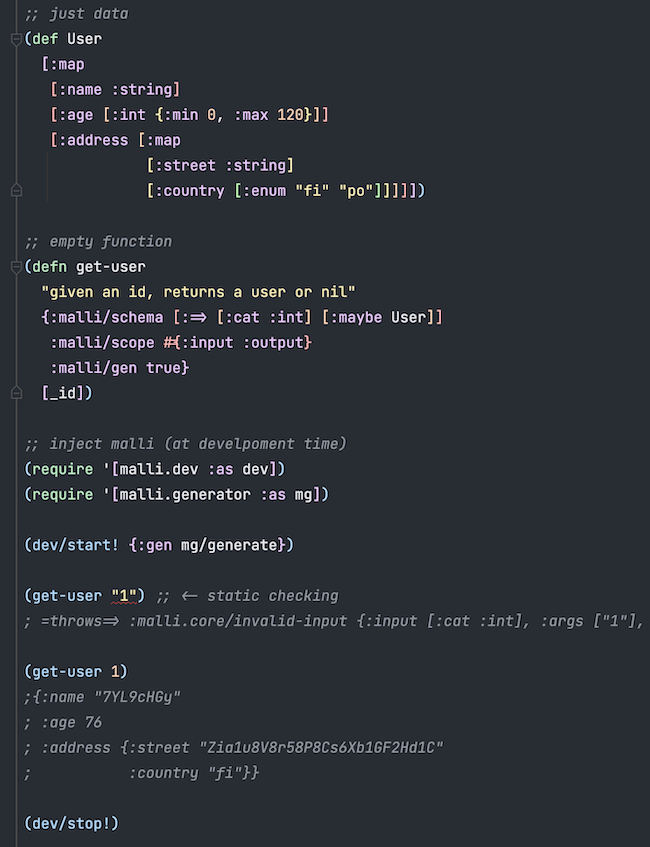 ;; just data
(def User
  [:map
   [:name :string]
   [:age [:int {:min 0, :max 120}]]
   [:address [:map
              [:street :string]
              [:country [:enum "fi" "po"]]]]])

;; empty function
(defn get-user
  "given an id, returns a user or nil"
  {:malli/schema [:=> [:cat :int] [:maybe User]]
   :malli/scope #{:input :output}
   :malli/gen true}
  [_id])

;; inject malli (at develpoment time)
(require '[malli.dev :as dev])
(require '[malli.generator :as mg])

(dev/start! {:gen mg/generate})

(get-user "1") ;; <- static checking
; =throws=> :malli.core/invalid-input {:input [:cat :int], :args ["1"],

(get-user 1)
;{:name "7YL9cHGy"
; :age 76
; :address {:street "Zia1u8V8r58P8Cs6Xb1GF2Hd1C"
;           :country "fi"}}

(dev/stop!)